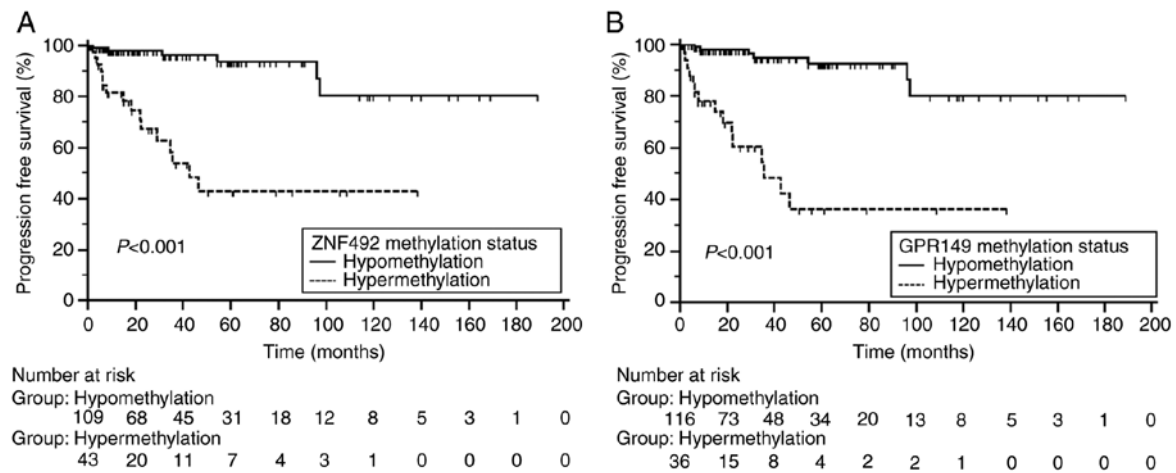 A
Progression free survival (%)
100
80
60
40
20
0
P<0.001
ZNF492 methylation status
Hypomethylation
Hypermethylation
0 20 40 60 80 100 120 140 160 180 200
Time (months)
Number at risk
Group: Hypomethylation
109 68 45 31 18 12 8 5 3 1 0
Group: Hypermethylation
43 20 11 7 4 3 1 0 0 0 0
B
Progression free survival (%)
100
80
60
40
20
0
P<0.001
GPR149 methylation status
Hypomethylation
Hypermethylation
0 20 40 60 80 100 120 140 160 180 200
Time (months)
Number at risk
Group: Hypomethylation
116 73 48 34 20 13 8 5 3 1 0
Group: Hypermethylation
36 15 8 4 2 2 1 0 0 0 0